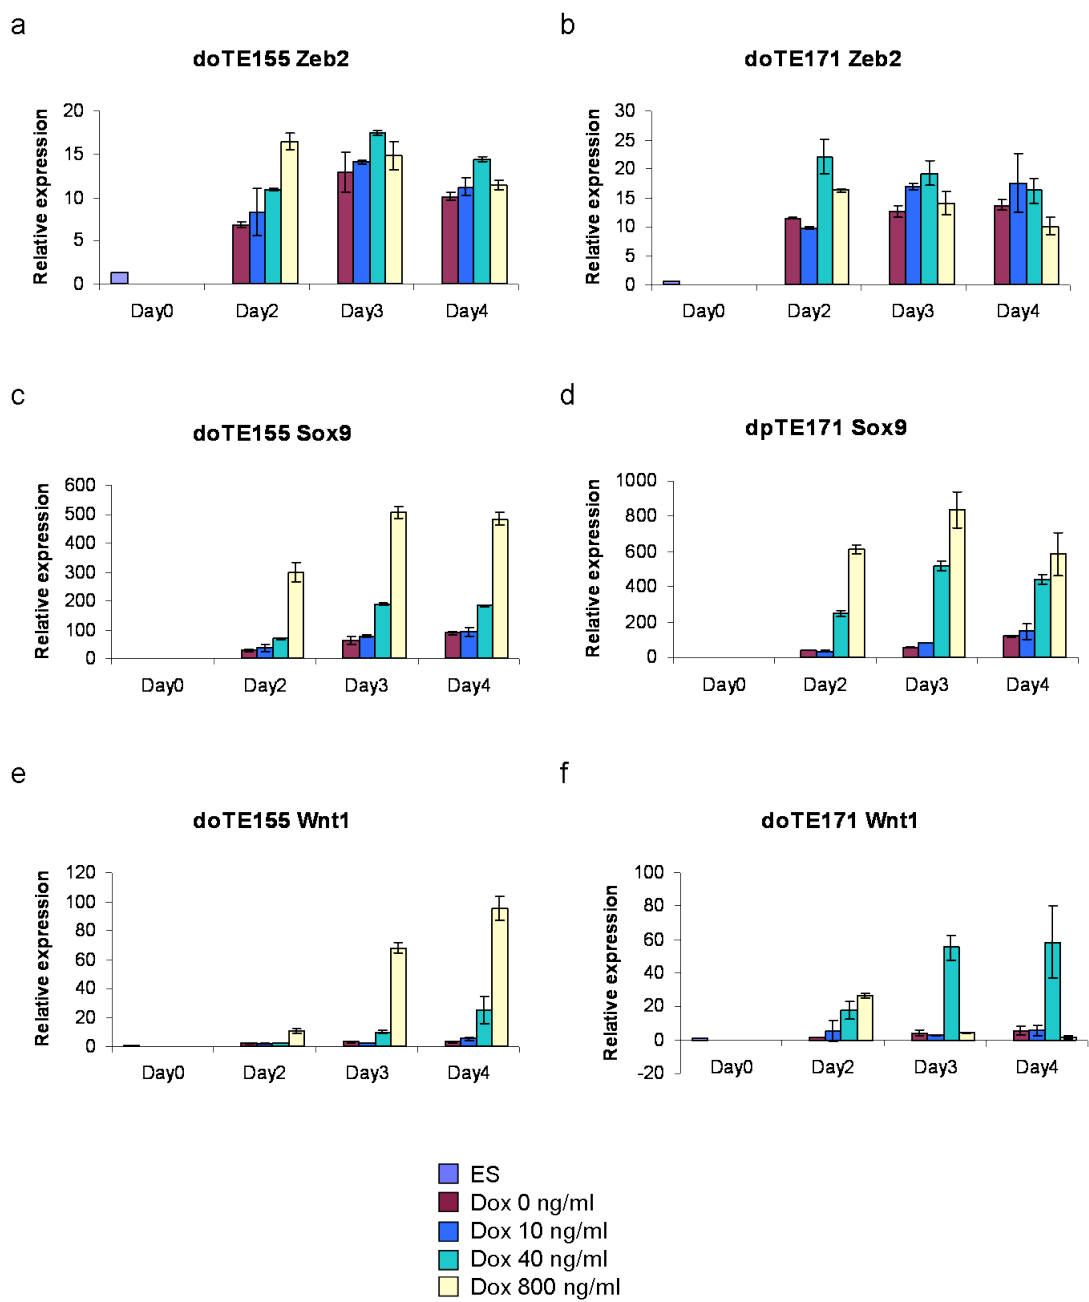 a
b
doTE155 Zeb2
doTE171 Zeb2
Relative expression
20
15
10
5
0
Day0
Day2
Day3
Day4
Relative expression
30
25
20
15
10
5
0
Day0
Day2
Day3
Day4
c
d
doTE155 Sox9
dpTE171 Sox9
Relative expression
600
500
400
300
200
100
0
Day0
Day2
Day3
Day4
Relative expression
1000
800
600
400
200
0
Day0
Day2
Day3
Day4
e
f
doTE155 Wnt1
doTE171 Wnt1
Relative expression
120
100
80
60
40
20
0
Day0
Day2
Day3
Day4
Relative expression
100
80
60
40
20
0
-20
Day0
Day2
Day3
Day4
ES
Dox 0 ng/ml
Dox 10 ng/ml
Dox 40 ng/ml
Dox 800 ng/ml